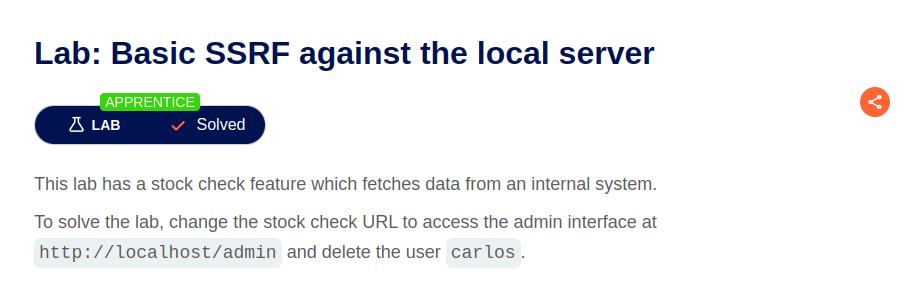 Lab: Basic SSRF against the local server
APPRENTICE
LAB Solved
This lab has a stock check feature which fetches data from an internal system.
To solve the lab, change the stock check URL to access the admin interface at
http://localhost/admin and delete the user carlos.